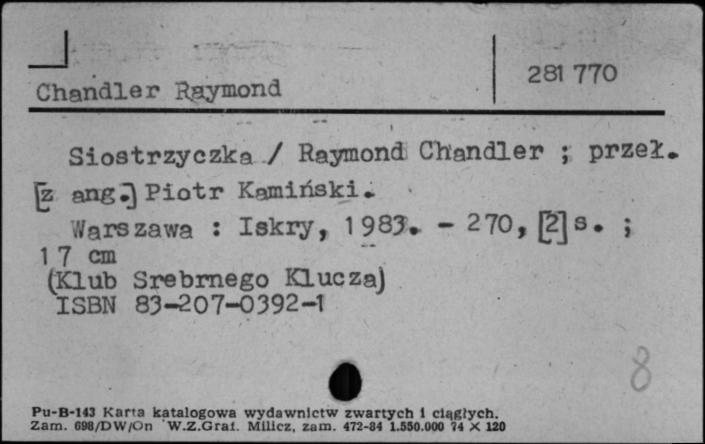 281 770
Chandler Raymond
Siostrzyczka / Raymond Chandler ; przeł.
[z ang.] Piotr Kamiński.
Warszawa : Iskry, 1983. - 270, [2] s. ;
17 cm
(Klub Srebrnego Klucza)
ISBN 83-207-0392-1
8
Pu-B-143 Karta katalogowa wydawnictw zwartych i ciągłych.
Zam. 698/DW/On W.Z.Graf. Milicz, zam. 472-84 1.550.000 74 X 120